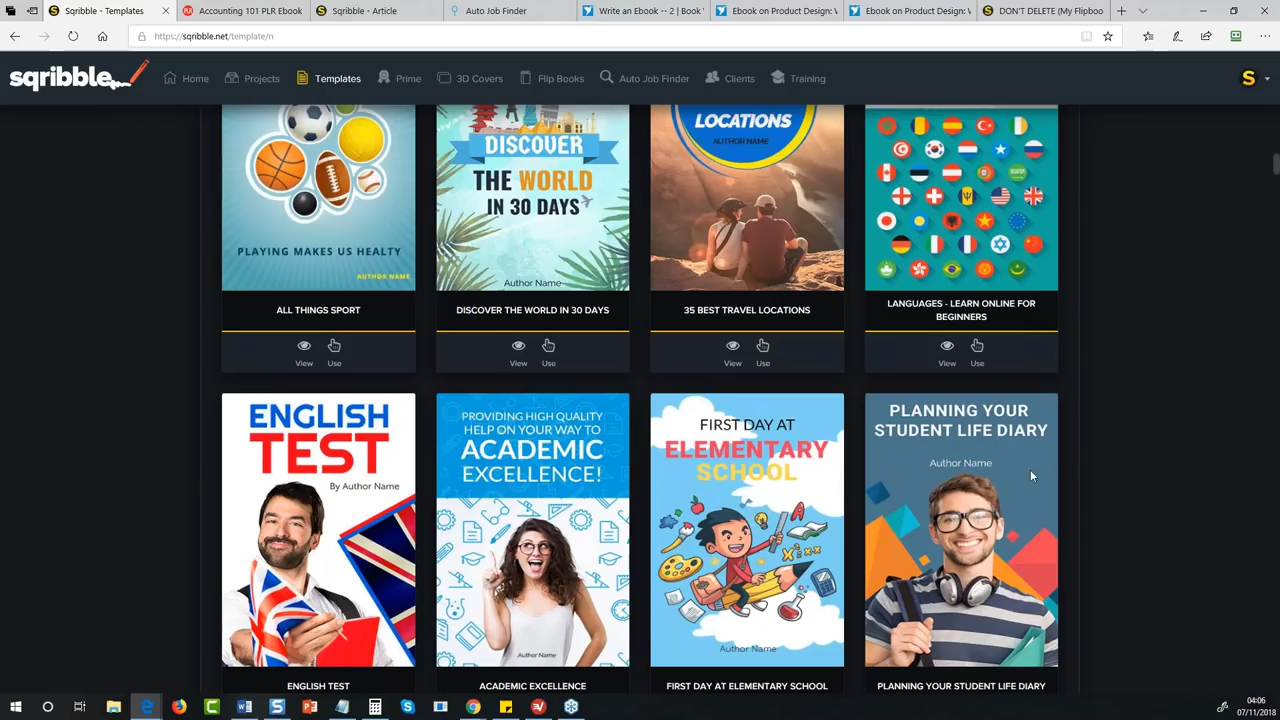 Sqribble - Templates
Accounting 101 PLR Ebook
Sqribble - Article
Auto Job Finder
Write an Ebook -- 2 | Book
Ebook on Product Design:
Ebook on Product Design:
DON'T DELETE (My Flipboo
https://sqribble.net/template/n
sqribble
Home
Projects
Templates
Prime
3D Covers
Flip Books
Auto Job Finder
Clients
Training
S
PLAYING MAKES US HEALTY
AUTHOR NAME
DISCOVER
THE WORLD
IN 30 DAYS
Author Name
LOCATIONS
AUTHOR NAME
ALL THINGS SPORT
DISCOVER THE WORLD IN 30 DAYS
35 BEST TRAVEL LOCATIONS
LANGUAGES - LEARN ONLINE FOR
BEGINNERS
View
Use
View
Use
View
Use
View
Use
ENGLISH
TEST
By Author Name
PROVIDING HIGH QUALITY
HELP ON YOUR WAY TO
ACADEMIC
EXCELLENCE!
Author Name
FIRST DAY AT
ELEMENTARY
SCHOOL
Author Name
PLANNING YOUR
STUDENT LIFE DIARY
Author Name
ENGLISH TEST
ACADEMIC EXCELLENCE
FIRST DAY AT ELEMENTARY SCHOOL
PLANNING YOUR STUDENT LIFE DIARY
04:06
07/11/2018